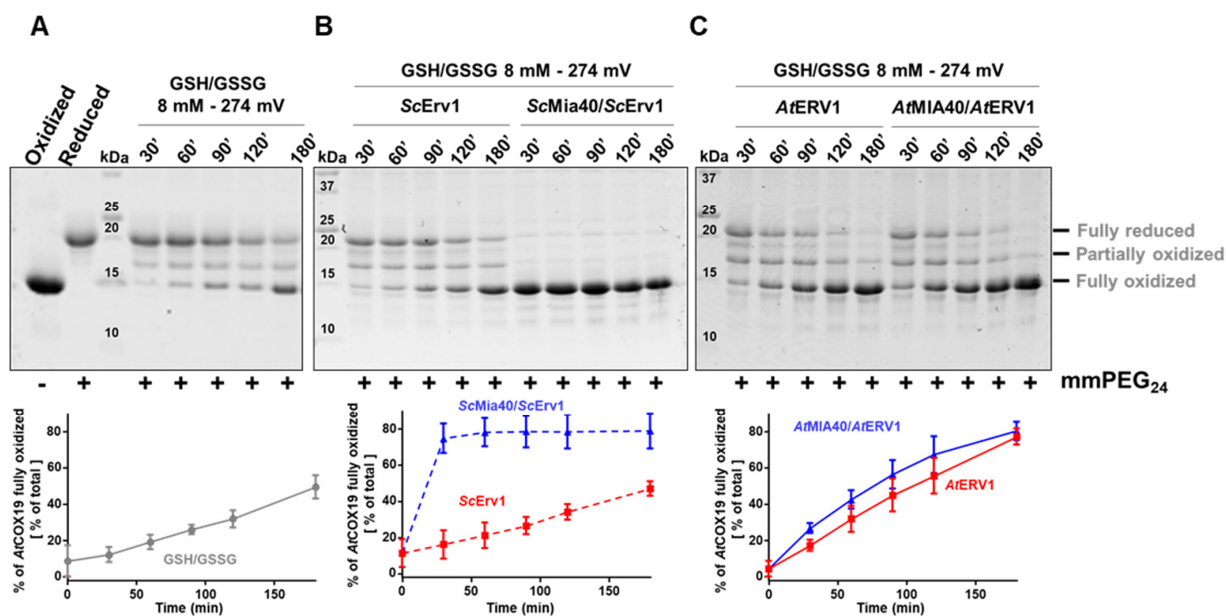 A
Oxidized
Reduced
kDa
GSH/GSSG
8 mM - 274 mV
30’ 60’ 90’ 120’ 180’
25
20
15
10
- + + + + + +
B
GSH/GSSG 8 mM - 274 mV
ScErv1 ScMia40/ScErv1
kDa 30’ 60’ 90’ 120’ 180’ 30’ 60’ 90’ 120’ 180’
37
25
20
15
10
+ + + + + + + + + +
C
GSH/GSSG 8 mM - 274 mV
AtERV1 AtMIA40/AtERV1
kDa 30’ 60’ 90’ 120’ 180’ 30’ 60’ 90’ 120’ 180’
37
25
20
15
10
Fully reduced
Partially oxidized
Fully oxidized
+ + + + + + + + + +
mmPEG24
% of AtCOX19 fully oxidized
[ % of total ]
80
60
40
20
0
GSH/GSSG
0 50 100 150
Time (min)
% of AtCOX19 fully oxidized
[ % of total ]
80
60
40
20
0
ScMia40/ScErv1
ScErv1
0 50 100 150
Time (min)
% of AtCOX19 fully oxidized
[ % of total ]
80
60
40
20
0
AtMIA40/AtERV1
AtERV1
0 50 100 150
Time (min)